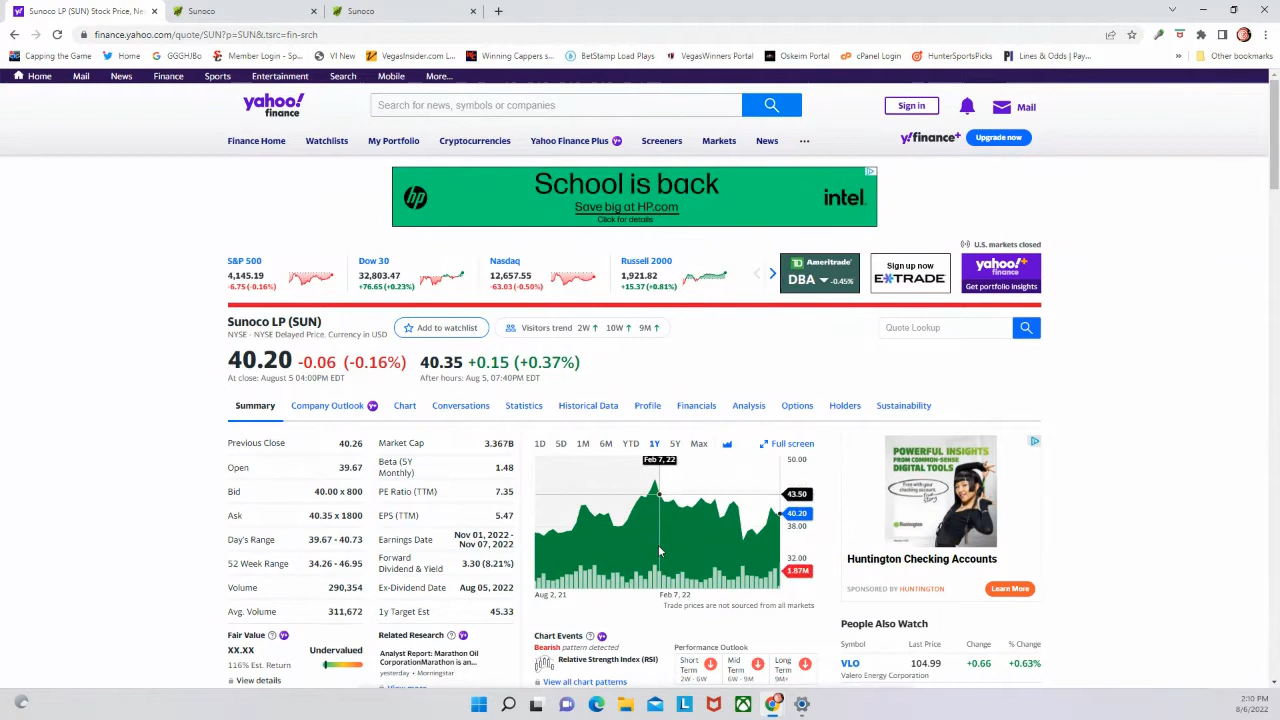 Sunoco LP (SUN) Stock Price, Ne
Sunoco
Sunoco
finance.yahoo.com/quote/SUN?p=SUN&.tsrc=fin-srch
Capping the Game
Home
GGGH!Bo
Member Login - Sp...
VI New
VegasInsider.com L...
Winning Cappers s...
BetStamp Load Plays
VegasWinners Portal
Oskeim Portal
cPanel Login
HunterSportsPicks
Lines & Odds | Pay...
»
Other bookmarks
Home Mail News Finance Sports Entertainment Search Mobile More...
yahoo!
finance
Search for news, symbols or companies
Sign in
Mail
Finance Home Watchlists My Portfolio Cryptocurrencies Yahoo Finance Plus Screeners Markets News ...
y!finance+ Upgrade now
hp
School is back
Save big at HP.com
Click for details
intel.
U.S. markets closed
S&P 500
4,145.19
-6.75 (-0.16%)
Dow 30
32,803.47
+76.65 (+0.23%)
Nasdaq
12,657.55
-63.03 (-0.50%)
Russell 2000
1,921.82
+15.37 (+0.81%)
TD Ameritrade
DBA -0.45%
Sign up now
E*TRADE
yahoo!+
finance
Get portfolio insights
Sunoco LP (SUN)
NYSE - NYSE Delayed Price. Currency in USD
Add to watchlist
Visitors trend 2W↑ 10W↑ 9M↑
Quote Lookup
40.20 -0.06 (-0.16%)
At close: August 5 04:00PM EDT
40.35 +0.15 (+0.37%)
After hours: Aug 5, 07:40PM EDT
Summary Company Outlook Chart Conversations Statistics Historical Data Profile Financials Analysis Options Holders Sustainability
Previous Close 40.26
Open 39.67
Bid 40.00 x 800
Ask 40.35 x 1800
Day's Range 39.67 - 40.73
52 Week Range 34.26 - 46.95
Volume 290,354
Avg. Volume 311,672
Market Cap 3.367B
Beta (5Y
Monthly) 1.48
PE Ratio (TTM) 7.35
EPS (TTM) 5.47
Earnings Date Nov 01, 2022 -
Nov 07, 2022
Forward
Dividend & Yield 3.30 (8.21%)
Ex-Dividend Date Aug 05, 2022
1y Target Est 45.33
Fair Value
XX.XX Undervalued
116% Est. Return
View details
Related Research
Analyst Report: Marathon Oil
CorporationMarathon is an...
yesterday • Morningstar
View more
1D 5D 1M 6M YTD 1Y 5Y Max
Full screen
Feb 7, 22
50.00
43.50
40.20
38.00
32.00
1.87M
Aug 2, 21
Feb 7, 22
Trade prices are not sourced from all markets
Chart Events
Bearish pattern detected
Relative Strength Index (RSI)
View all chart patterns
Performance Outlook
Short
Term
2W - 6W
Mid
Term
6W - 9M
Long
Term
9M+
POWERFUL INSIGHTS
FROM COMMON-SENSE
DIGITAL TOOLS
Free with your
checking account.
Huntington
Huntington Checking Accounts
SPONSORED BY HUNTINGTON
Learn More
People Also Watch
Symbol Last Price Change % Change
VLO 104.99 +0.66 +0.63%
Valero Energy Corporation
2:10 PM
8/6/2022